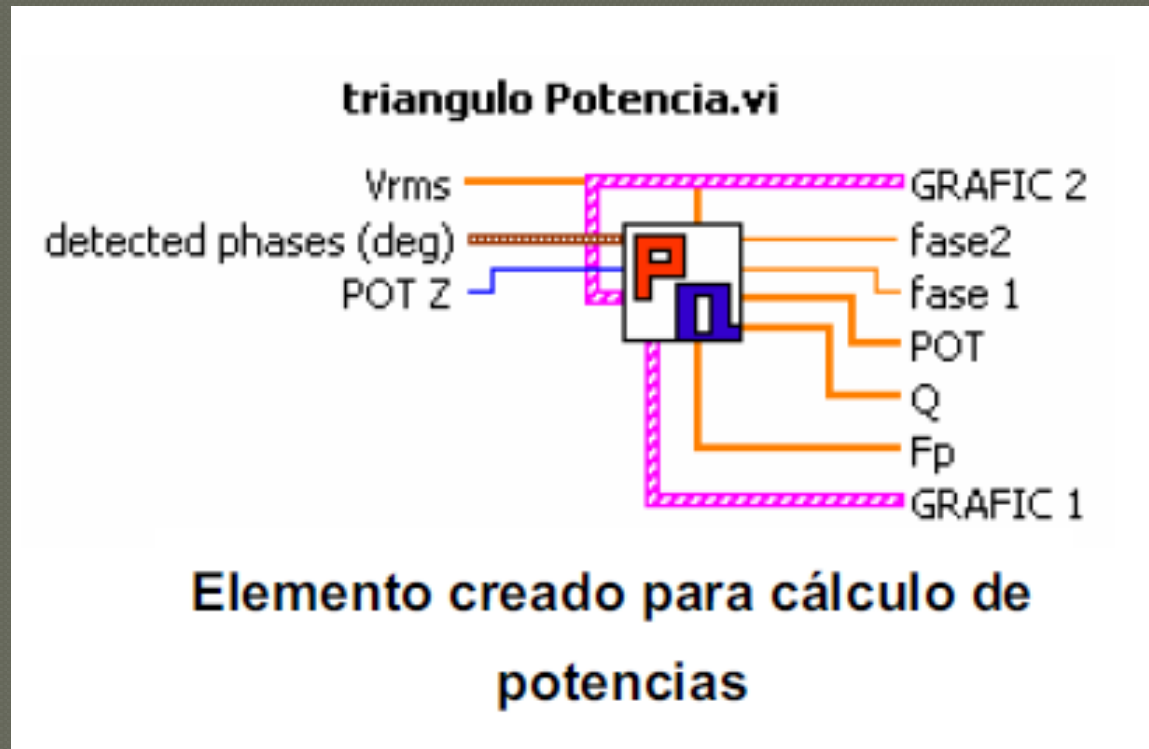 triangulo Potencia.vi
Vrms
GRAFIC 2
detected phases (deg)
fase2
POT Z
fase 1
POT
Q
Fp
GRAFIC 1
Elemento creado para cálculo de
potencias